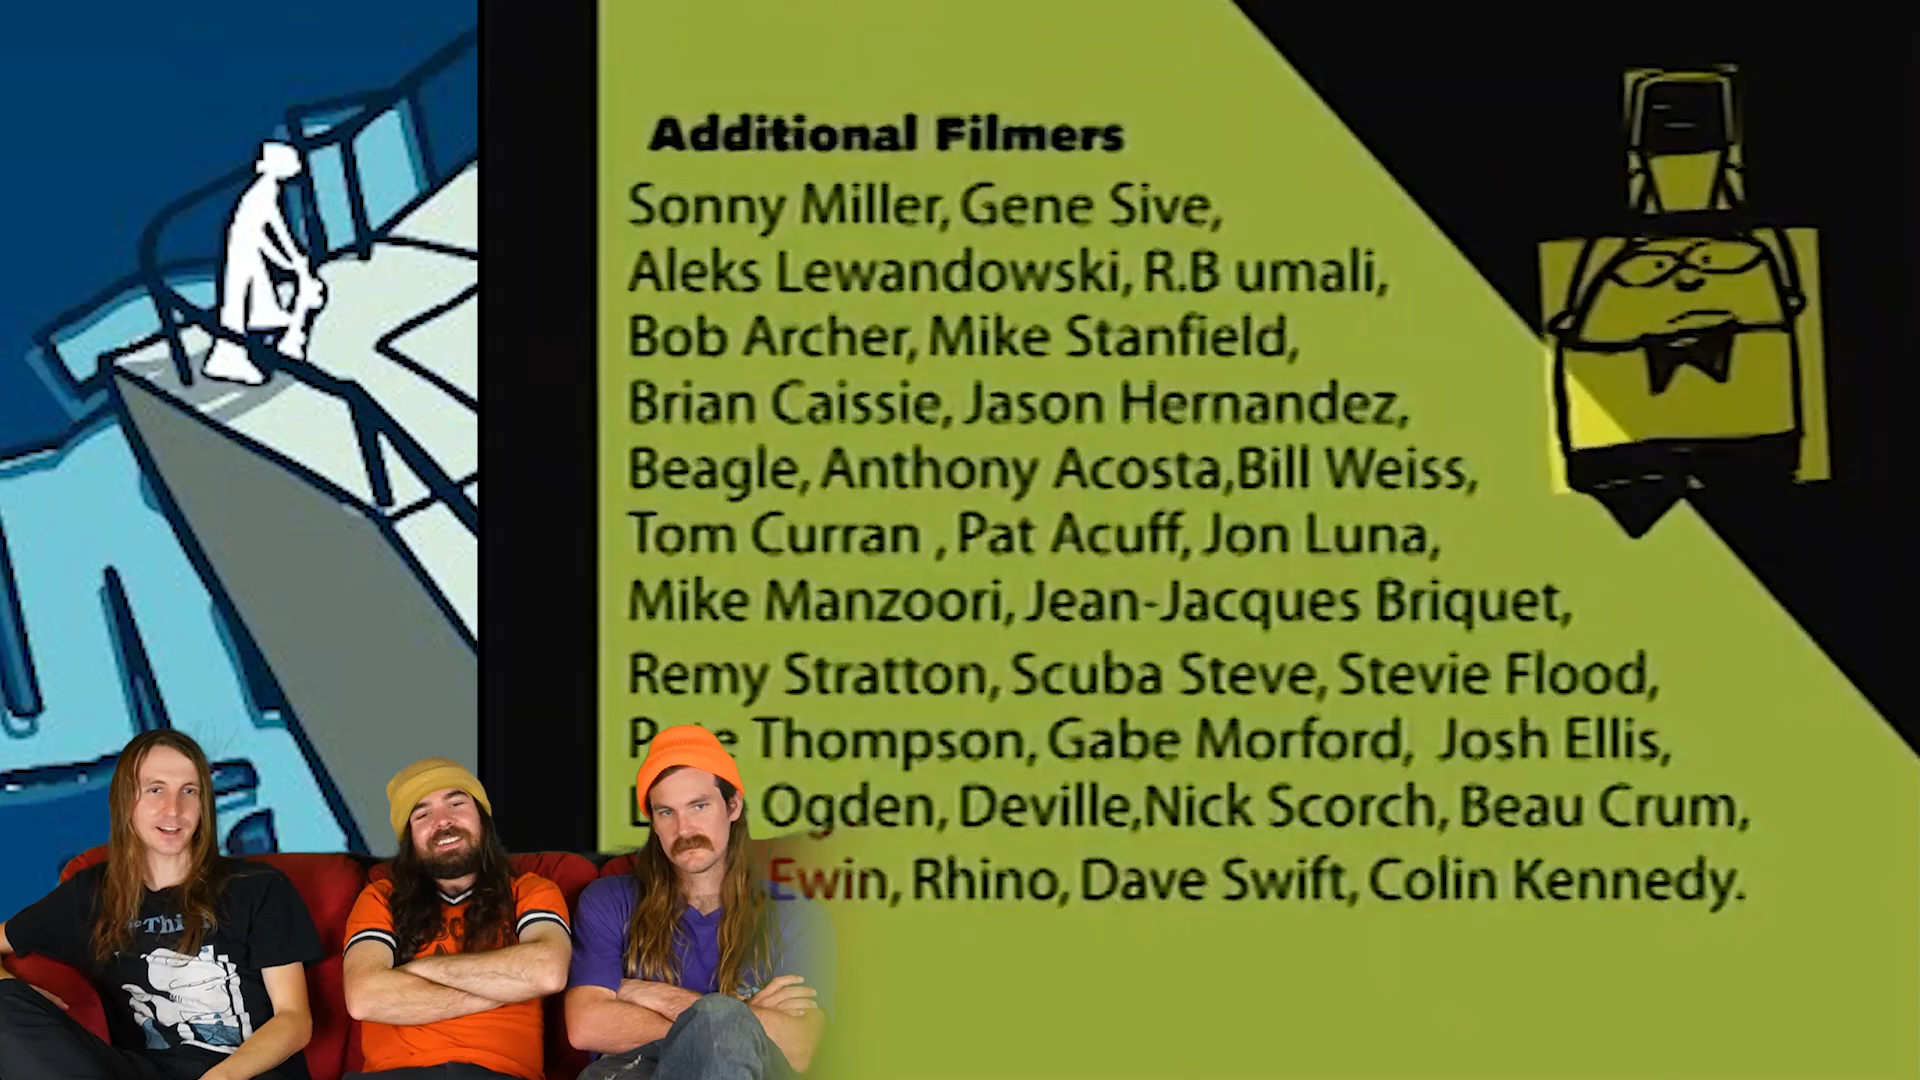 Additional Filmers
Sonny Miller, Gene Sive,
Aleks Lewandowski, R.B umali,
Bob Archer, Mike Stanfield,
Brian Caissie, Jason Hernandez,
Beagle, Anthony Acosta,Bill Weiss,
Tom Curran , Pat Acuff, Jon Luna,
Mike Manzoori, Jean-Jacques Briquet,
Remy Stratton, Scuba Steve, Stevie Flood,
Thompson, Gabe Morford, Josh Ellis,
Ogden, Deville,Nick Scorch, Beau Crum,
Ewin, Rhino, Dave Swift, Colin Kennedy.